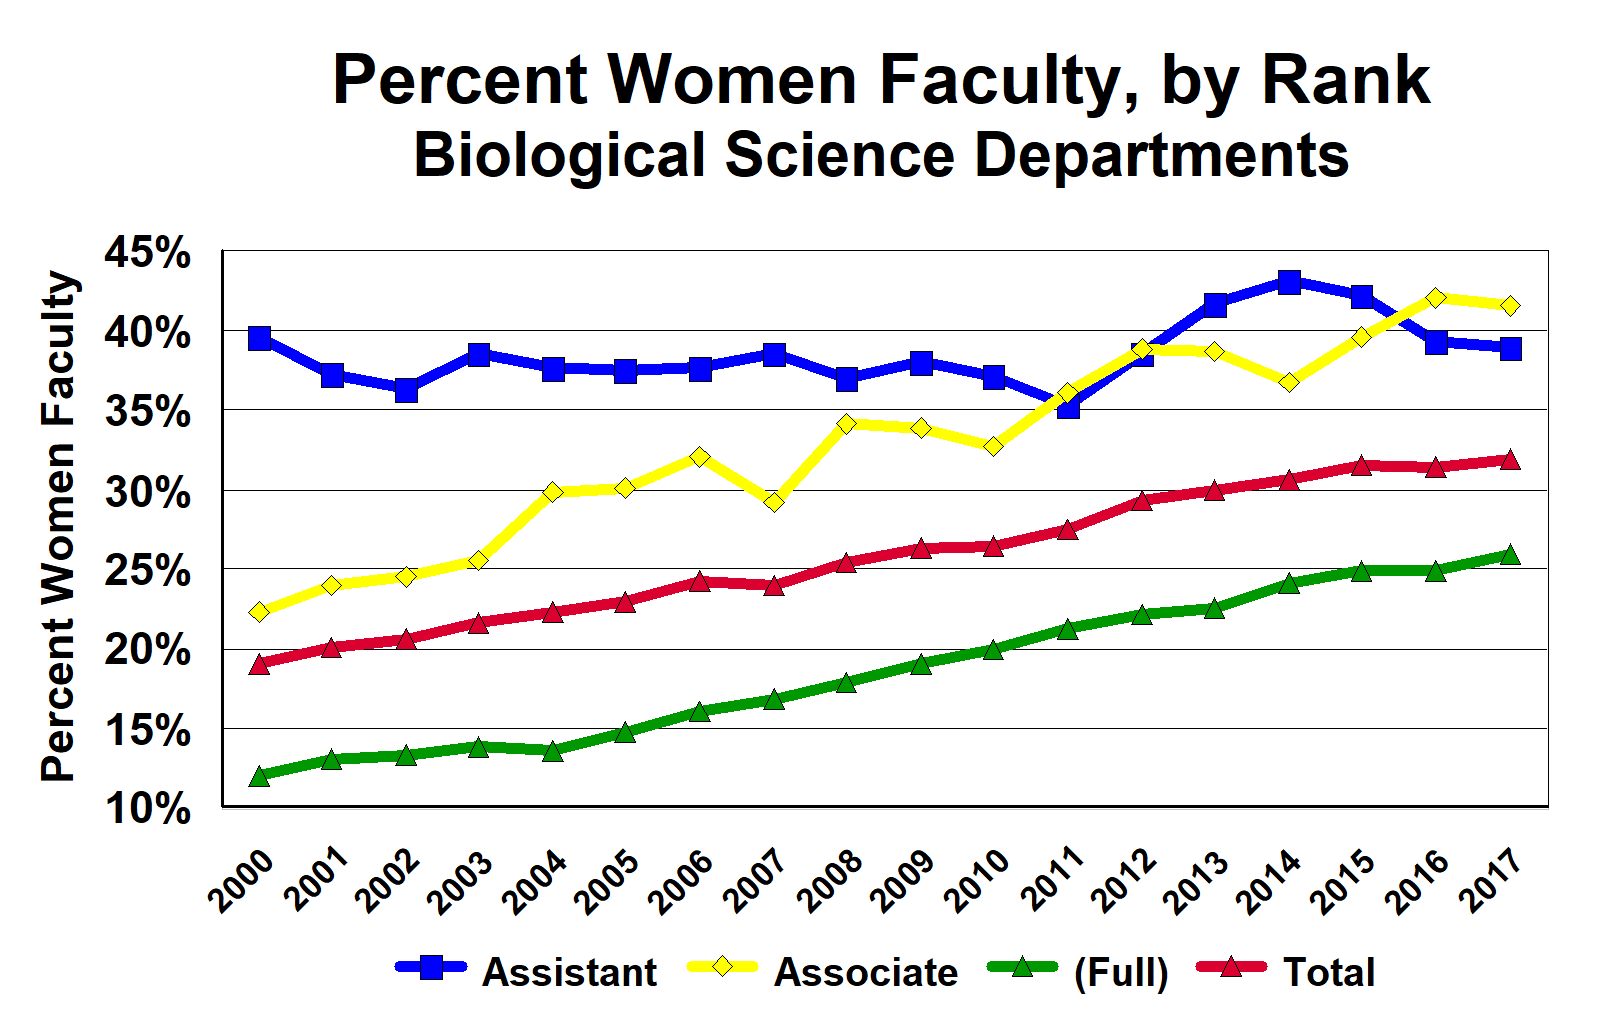 Percent Women Faculty, by Rank
Biological Science Departments
Percent Women Faculty
45%
40%
35%
30%
25%
20%
15%
10%
2000 2001 2002 2003 2004 2005 2006 2007 2008 2009 2010 2011 2012 2013 2014 2015 2016 2017
Assistant Associate (Full) Total